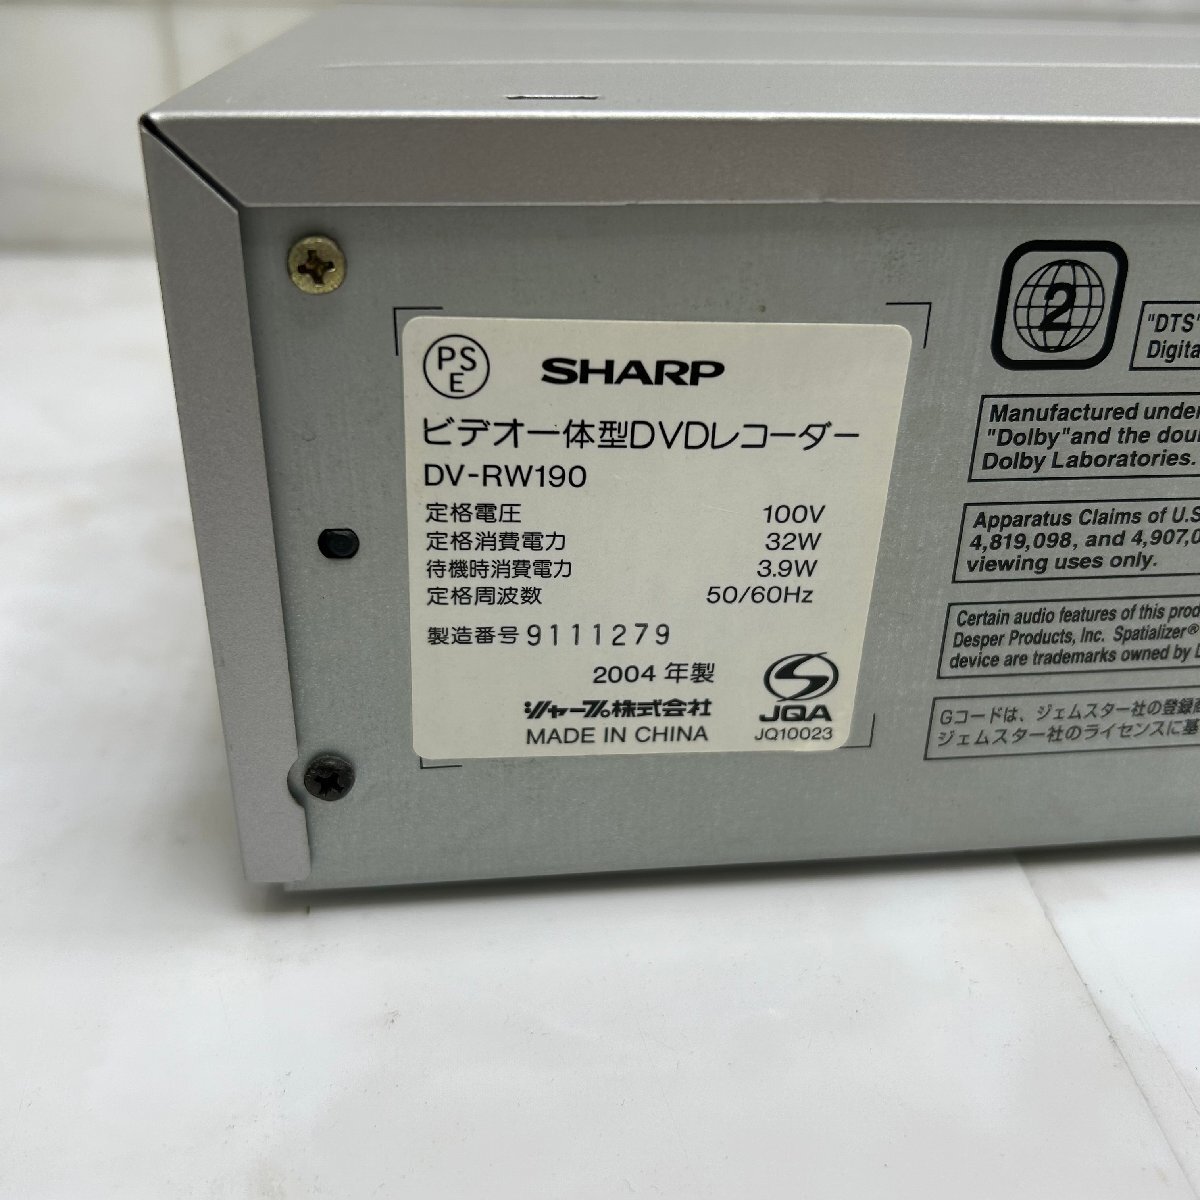 PSE
SHARP
ビデオ一体型DVDレコーダー
DV-RW190
定格電圧 100V
定格消費電力 32W
待機時消費電力 3.9W
定格周波数 50/60Hz
製造番号 9111279
2004 年製
シャープ株式会社
MADE IN CHINA
JQA
JQ10023
2
"DTS"
Digita
Manufactured under
"Dolby"and the dou
Dolby Laboratories.
Apparatus Claims of U.S
4,819,098, and 4,907,0
viewing uses only.
Certain audio features of this prod
Desper Products, Inc. Spatializer®
device are trademarks owned by
Gコードは、ジェムスター社の登録商
ジェムスター社のライセンスに基